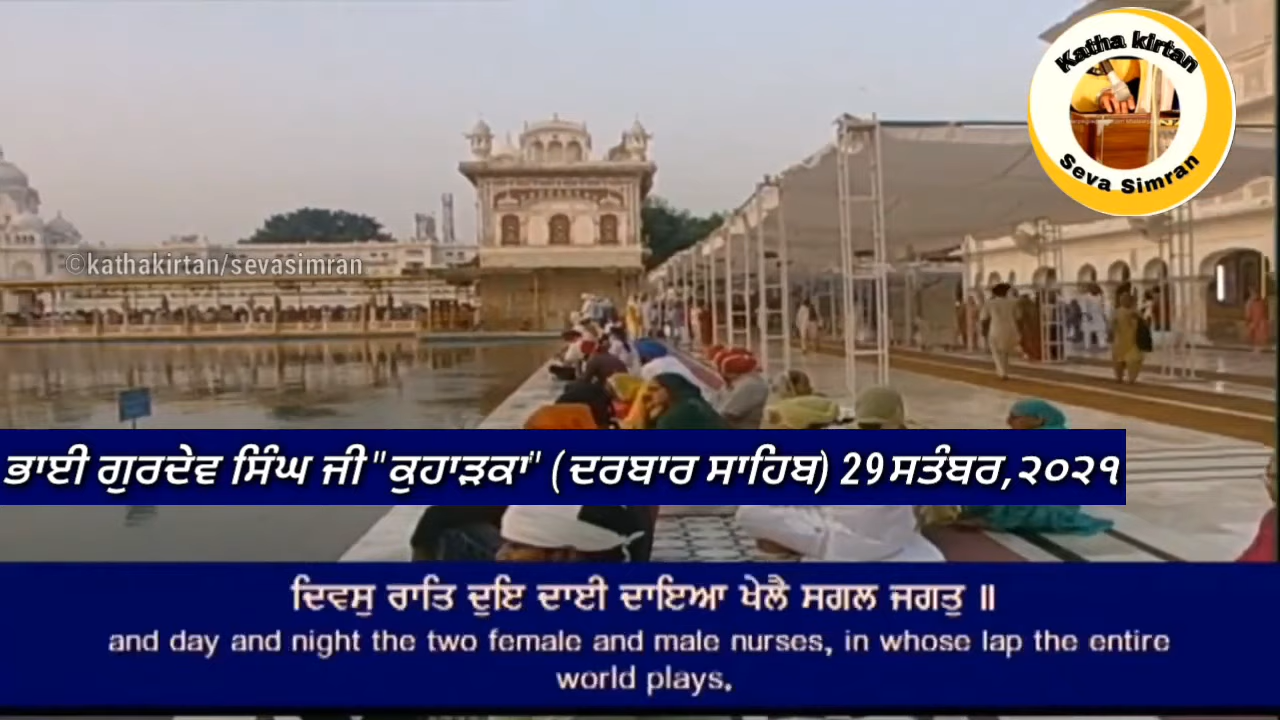 Katha kirtan
Seva Simran
©kathakirtan/sevasimran
ਭਾਈ ਗੁਰਦੇਵ ਸਿੰਘ ਜੀ "ਕੁਹਾੜਕਾ" (ਦਰਬਾਰ ਸਾਹਿਬ) 29 ਸਤੰਬਰ,੨੦੨੧
ਦਿਵਸੁ ਰਾਤਿ ਦੁਇ ਦਾਈ ਦਾਇਆ ਖੇਲੈ ਸਗਲ ਜਗਤੁ ॥
and day and night the two female and male nurses, in whose lap the entire
world plays.